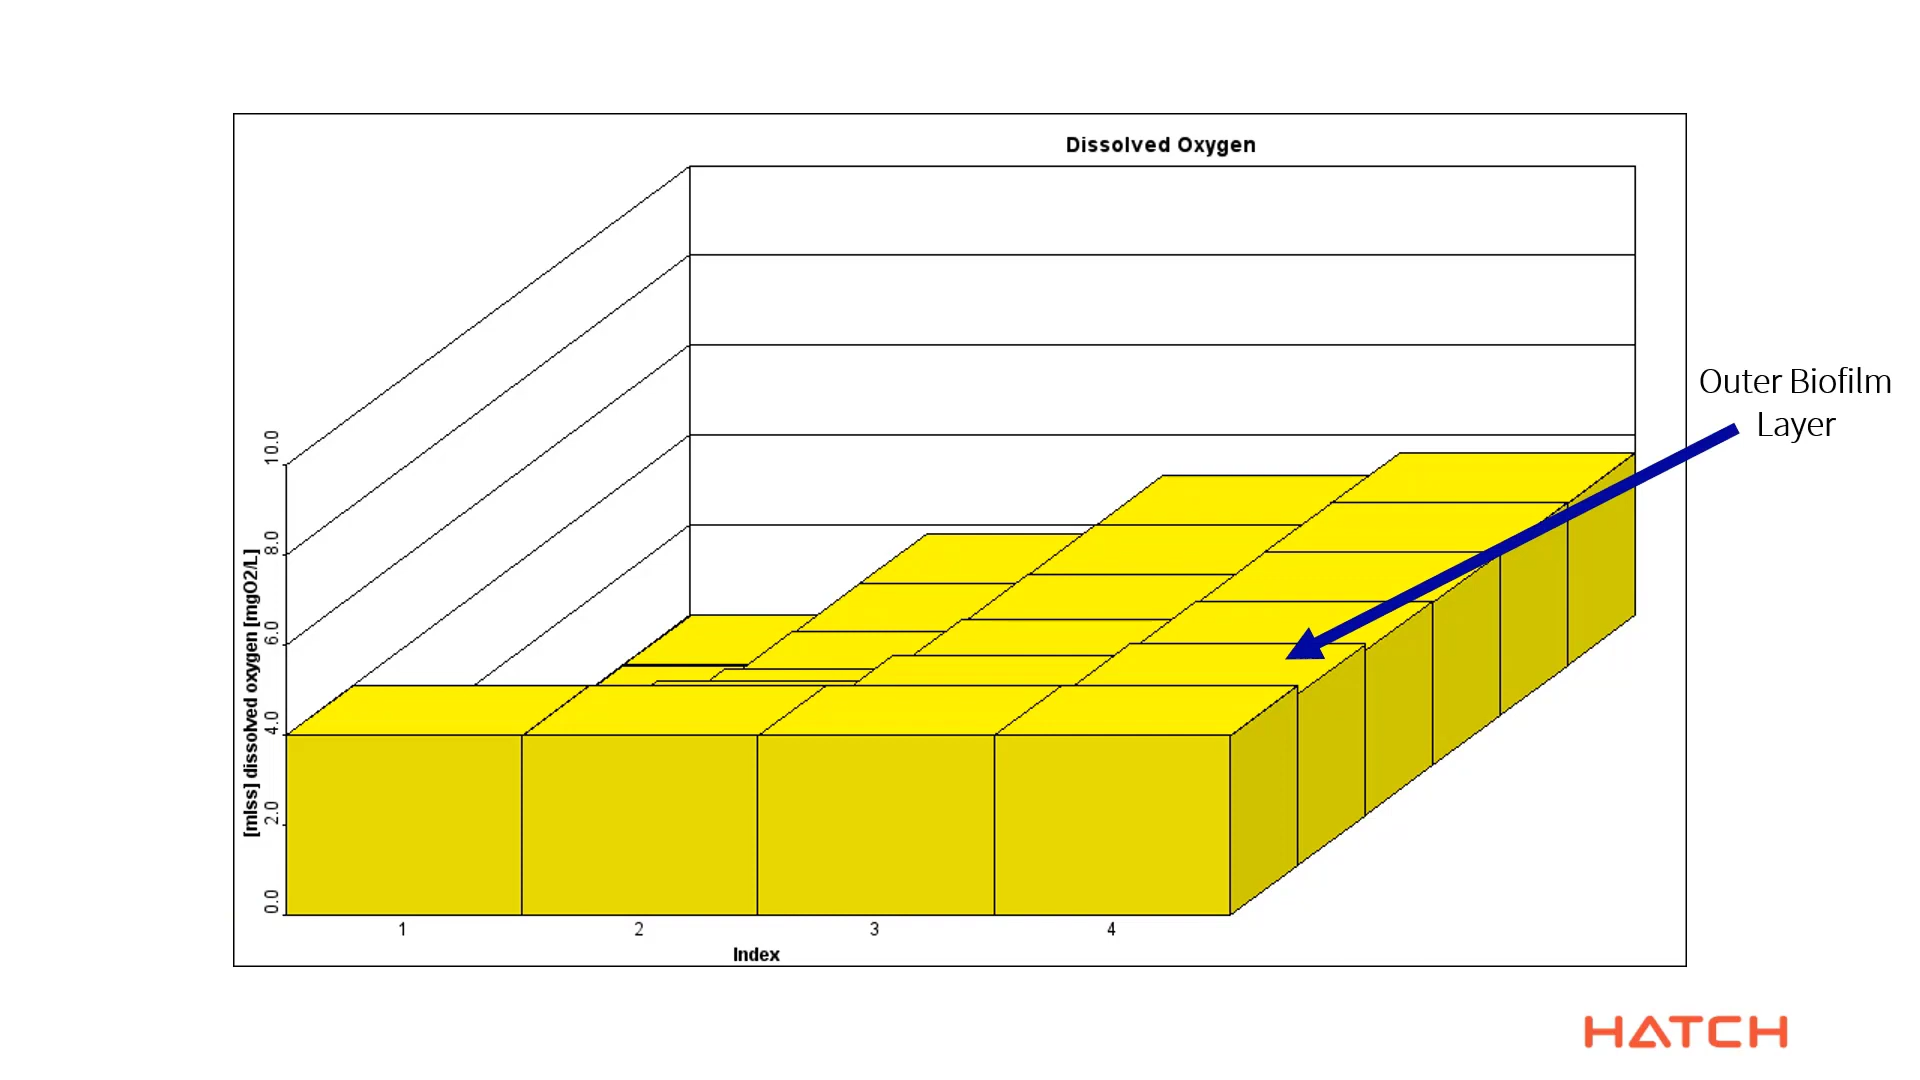 Dissolved Oxygen
Outer Biofilm
Layer
[mlss] dissolved oxygen [mgO2/L]
10.0
8.0
6.0
4.0
2.0
0.0
1 2 3 4
Index
HATCH